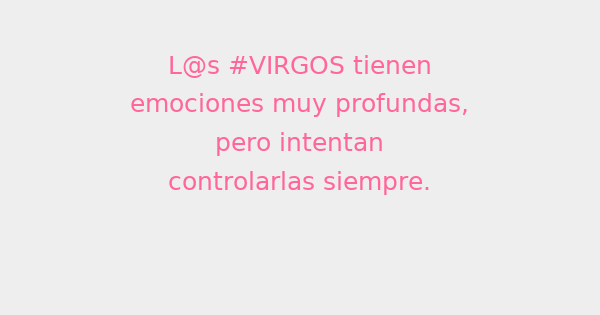 L@s #VIRGOS tienen
emociones muy profundas,
pero intentan
controlarlas siempre.